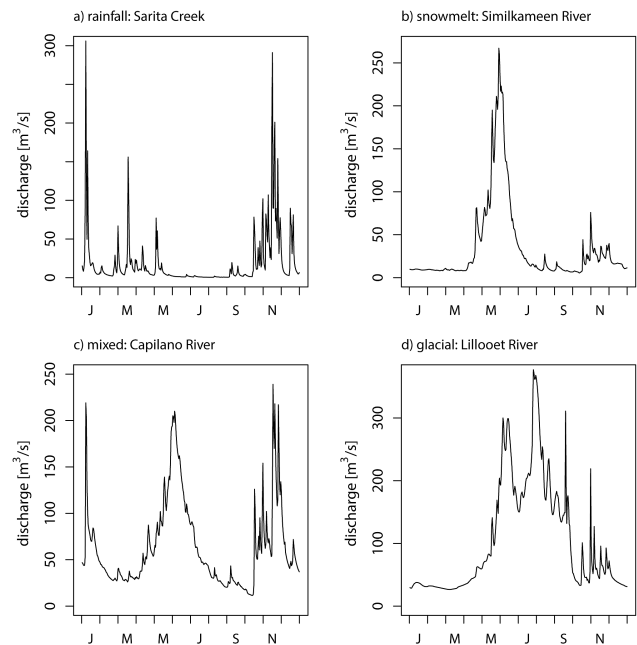 a) rainfall: Sarita Creek
discharge [m³/s]
0
50
100
200
300
J M M J S N
b) snowmelt: Similkameen River
discharge [m³/s]
0
50
100
150
200
250
J M M J S N
c) mixed: Capilano River
discharge [m³/s]
0
50
100
150
200
250
J M M J S N
d) glacial: Lillooet River
discharge [m³/s]
0
100
200
300
J M M J S N